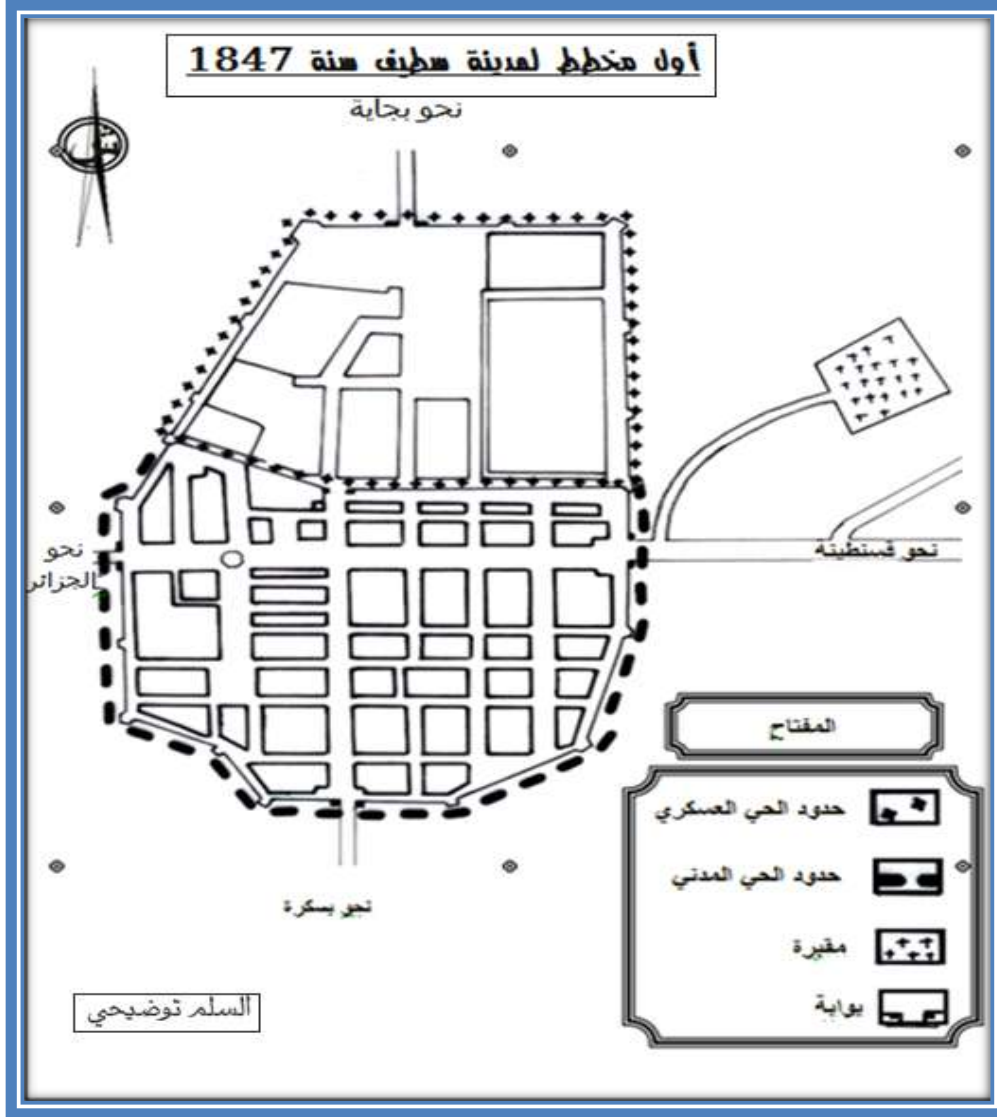 أول مخطط لمدينة سطيف سنة 1847
نحو بجاية
نحو
الجزائر
نحو قسنطينة
نحو بسكرة
المفتاح
حدود الحي العسكري
حدود الحي المدني
مقبرة
بوابة
السلم توضيحي